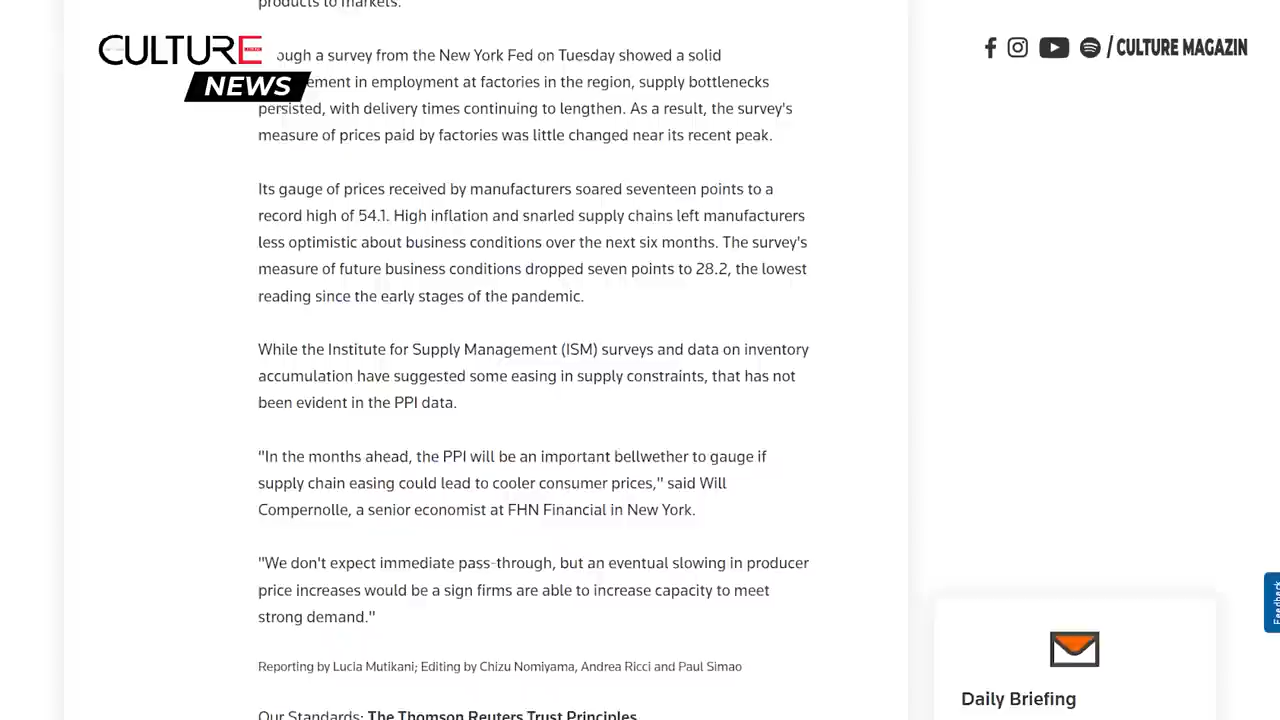 products to markets.
CULTURE
NEWS
/ CULTURE MAGAZIN
ough a survey from the New York Fed on Tuesday showed a solid
ement in employment at factories in the region, supply bottlenecks
persisted, with delivery times continuing to lengthen. As a result, the survey's
measure of prices paid by factories was little changed near its recent peak.
Its gauge of prices received by manufacturers soared seventeen points to a
record high of 54.1. High inflation and snarled supply chains left manufacturers
less optimistic about business conditions over the next six months. The survey's
measure of future business conditions dropped seven points to 28.2, the lowest
reading since the early stages of the pandemic.
While the Institute for Supply Management (ISM) surveys and data on inventory
accumulation have suggested some easing in supply constraints, that has not
been evident in the PPI data.
"In the months ahead, the PPI will be an important bellwether to gauge if
supply chain easing could lead to cooler consumer prices," said Will
Compernolle, a senior economist at FHN Financial in New York.
"We don't expect immediate pass-through, but an eventual slowing in producer
price increases would be a sign firms are able to increase capacity to meet
strong demand."
Reporting by Lucia Mutikani; Editing by Chizu Nomiyama, Andrea Ricci and Paul Simao
Our Standards: The Thomson Reuters Trust Principles.
Feedback
Daily Briefing